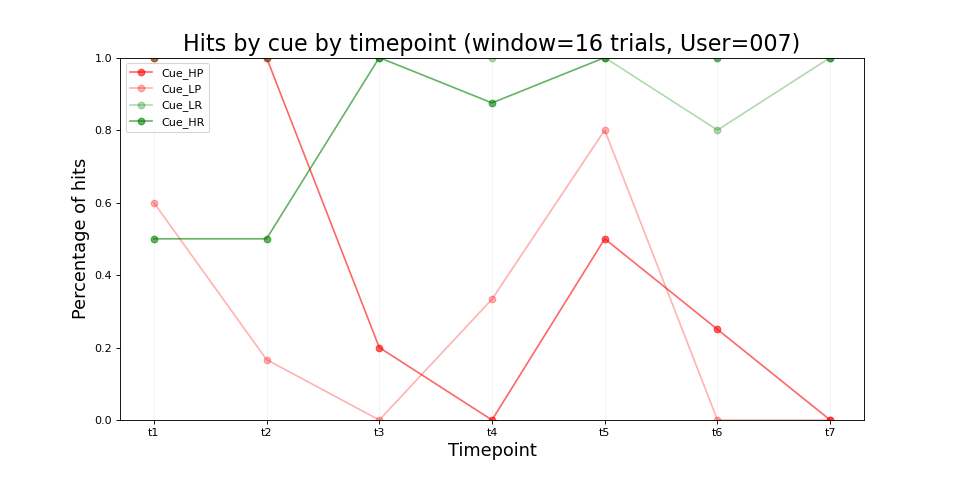 Hits by cue by timepoint (window=16 trials, User=007)
Percentage of hits
1.0
0.8
0.6
0.4
0.2
0.0
Cue_HP
Cue_LP
Cue_LR
Cue_HR
t1 t2 t3 t4 t5 t6 t7
Timepoint